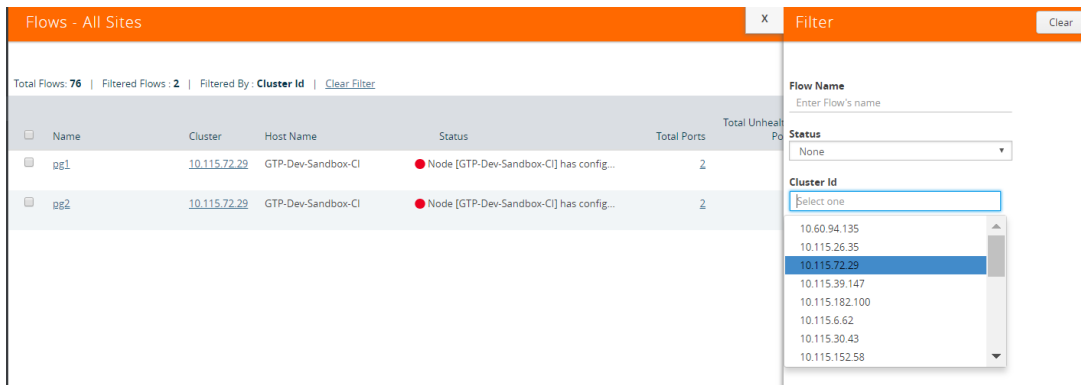 Flows - All Sites
X
Filter
Clear
Total Flows: 76 | Filtered Flows : 2 | Filtered By : Cluster Id | Clear Filter
Name Cluster Host Name Status Total Ports Total Unhealt
Po
pg1 10.115.72.29 GTP-Dev-Sandbox-CI Node [GTP-Dev-Sandbox-CI] has config... 2
pg2 10.115.72.29 GTP-Dev-Sandbox-CI Node [GTP-Dev-Sandbox-CI] has config... 2
Flow Name
Enter Flow's name
Status
None
Cluster Id
Select one
10.60.94.135
10.115.26.35
10.115.72.29
10.115.39.147
10.115.182.100
10.115.6.62
10.115.30.43
10.115.152.58